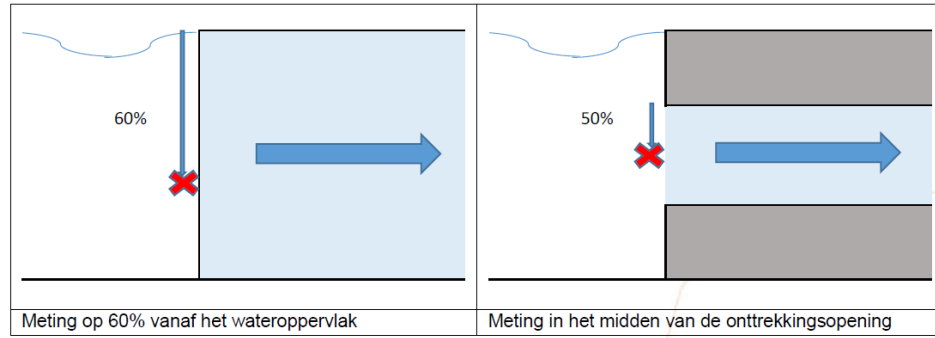 60%
50%
Meting op 60% vanaf het wateroppervlak
Meting in het midden van de onttrekkingsopening